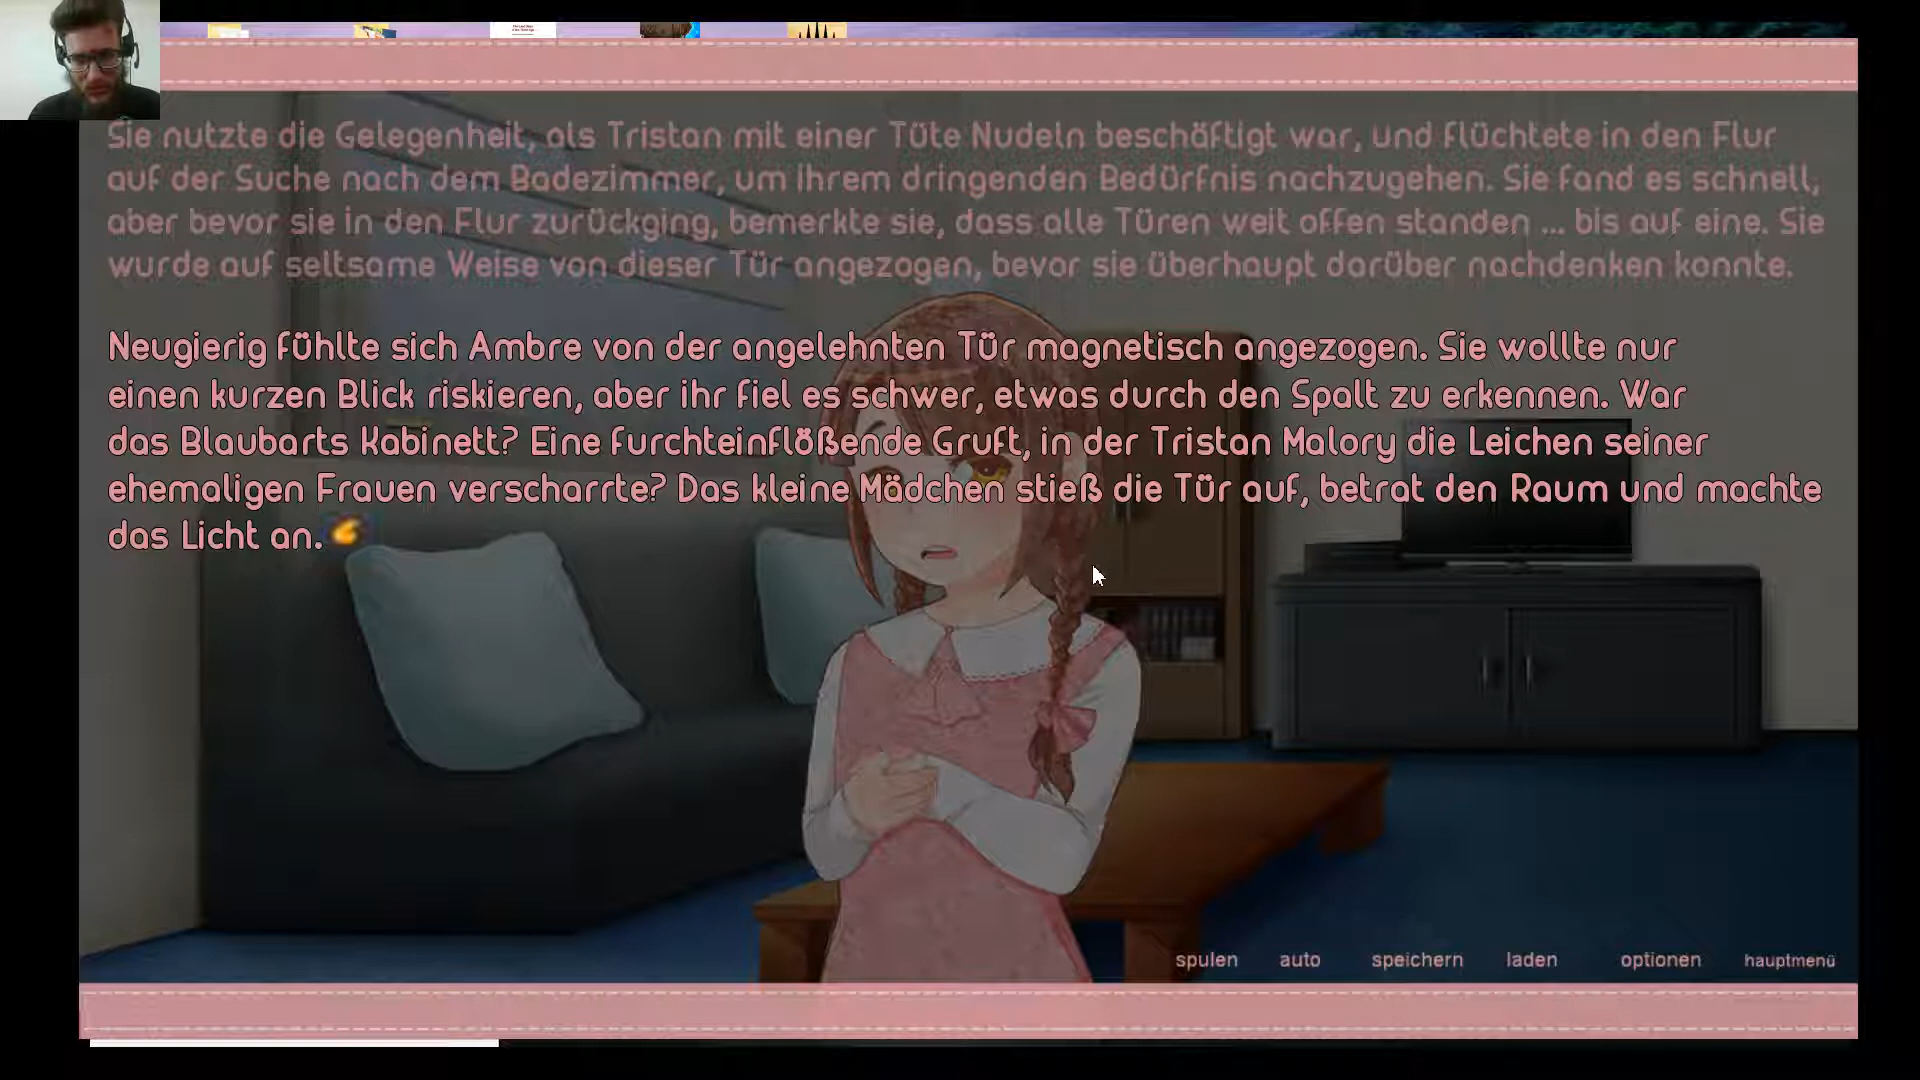 Sie nutzte die Gelegenheit, als Tristan mit einer Tüte Nudeln beschäftigt war, und flüchtete in den Flur
auf der Suche nach dem Badezimmer, um ihrem dringenden Bedürfnis nachzugehen. Sie fand es schnell,
aber bevor sie in den Flur zurückging, bemerkte sie, dass alle Türen weit offen standen ... bis auf eine. Sie
wurde auf seltsame Weise von dieser Tür angezogen, bevor sie überhaupt darüber nachdenken konnte.
Neugierig fühlte sich Ambre von der angelehnten Tür magnetisch angezogen. Sie wollte nur
einen kurzen Blick riskieren, aber ihr fiel es schwer, etwas durch den Spalt zu erkennen. War
das Blaubarts Kabinett? Eine furchteinflößende Gruft, in der Tristan Malory die Leichen seiner
ehemaligen Frauen verscharrte? Das kleine Mädchen stieß die Tür auf, betrat den Raum und machte
das Licht an.
spulen auto speichern laden optionen hauptmenü